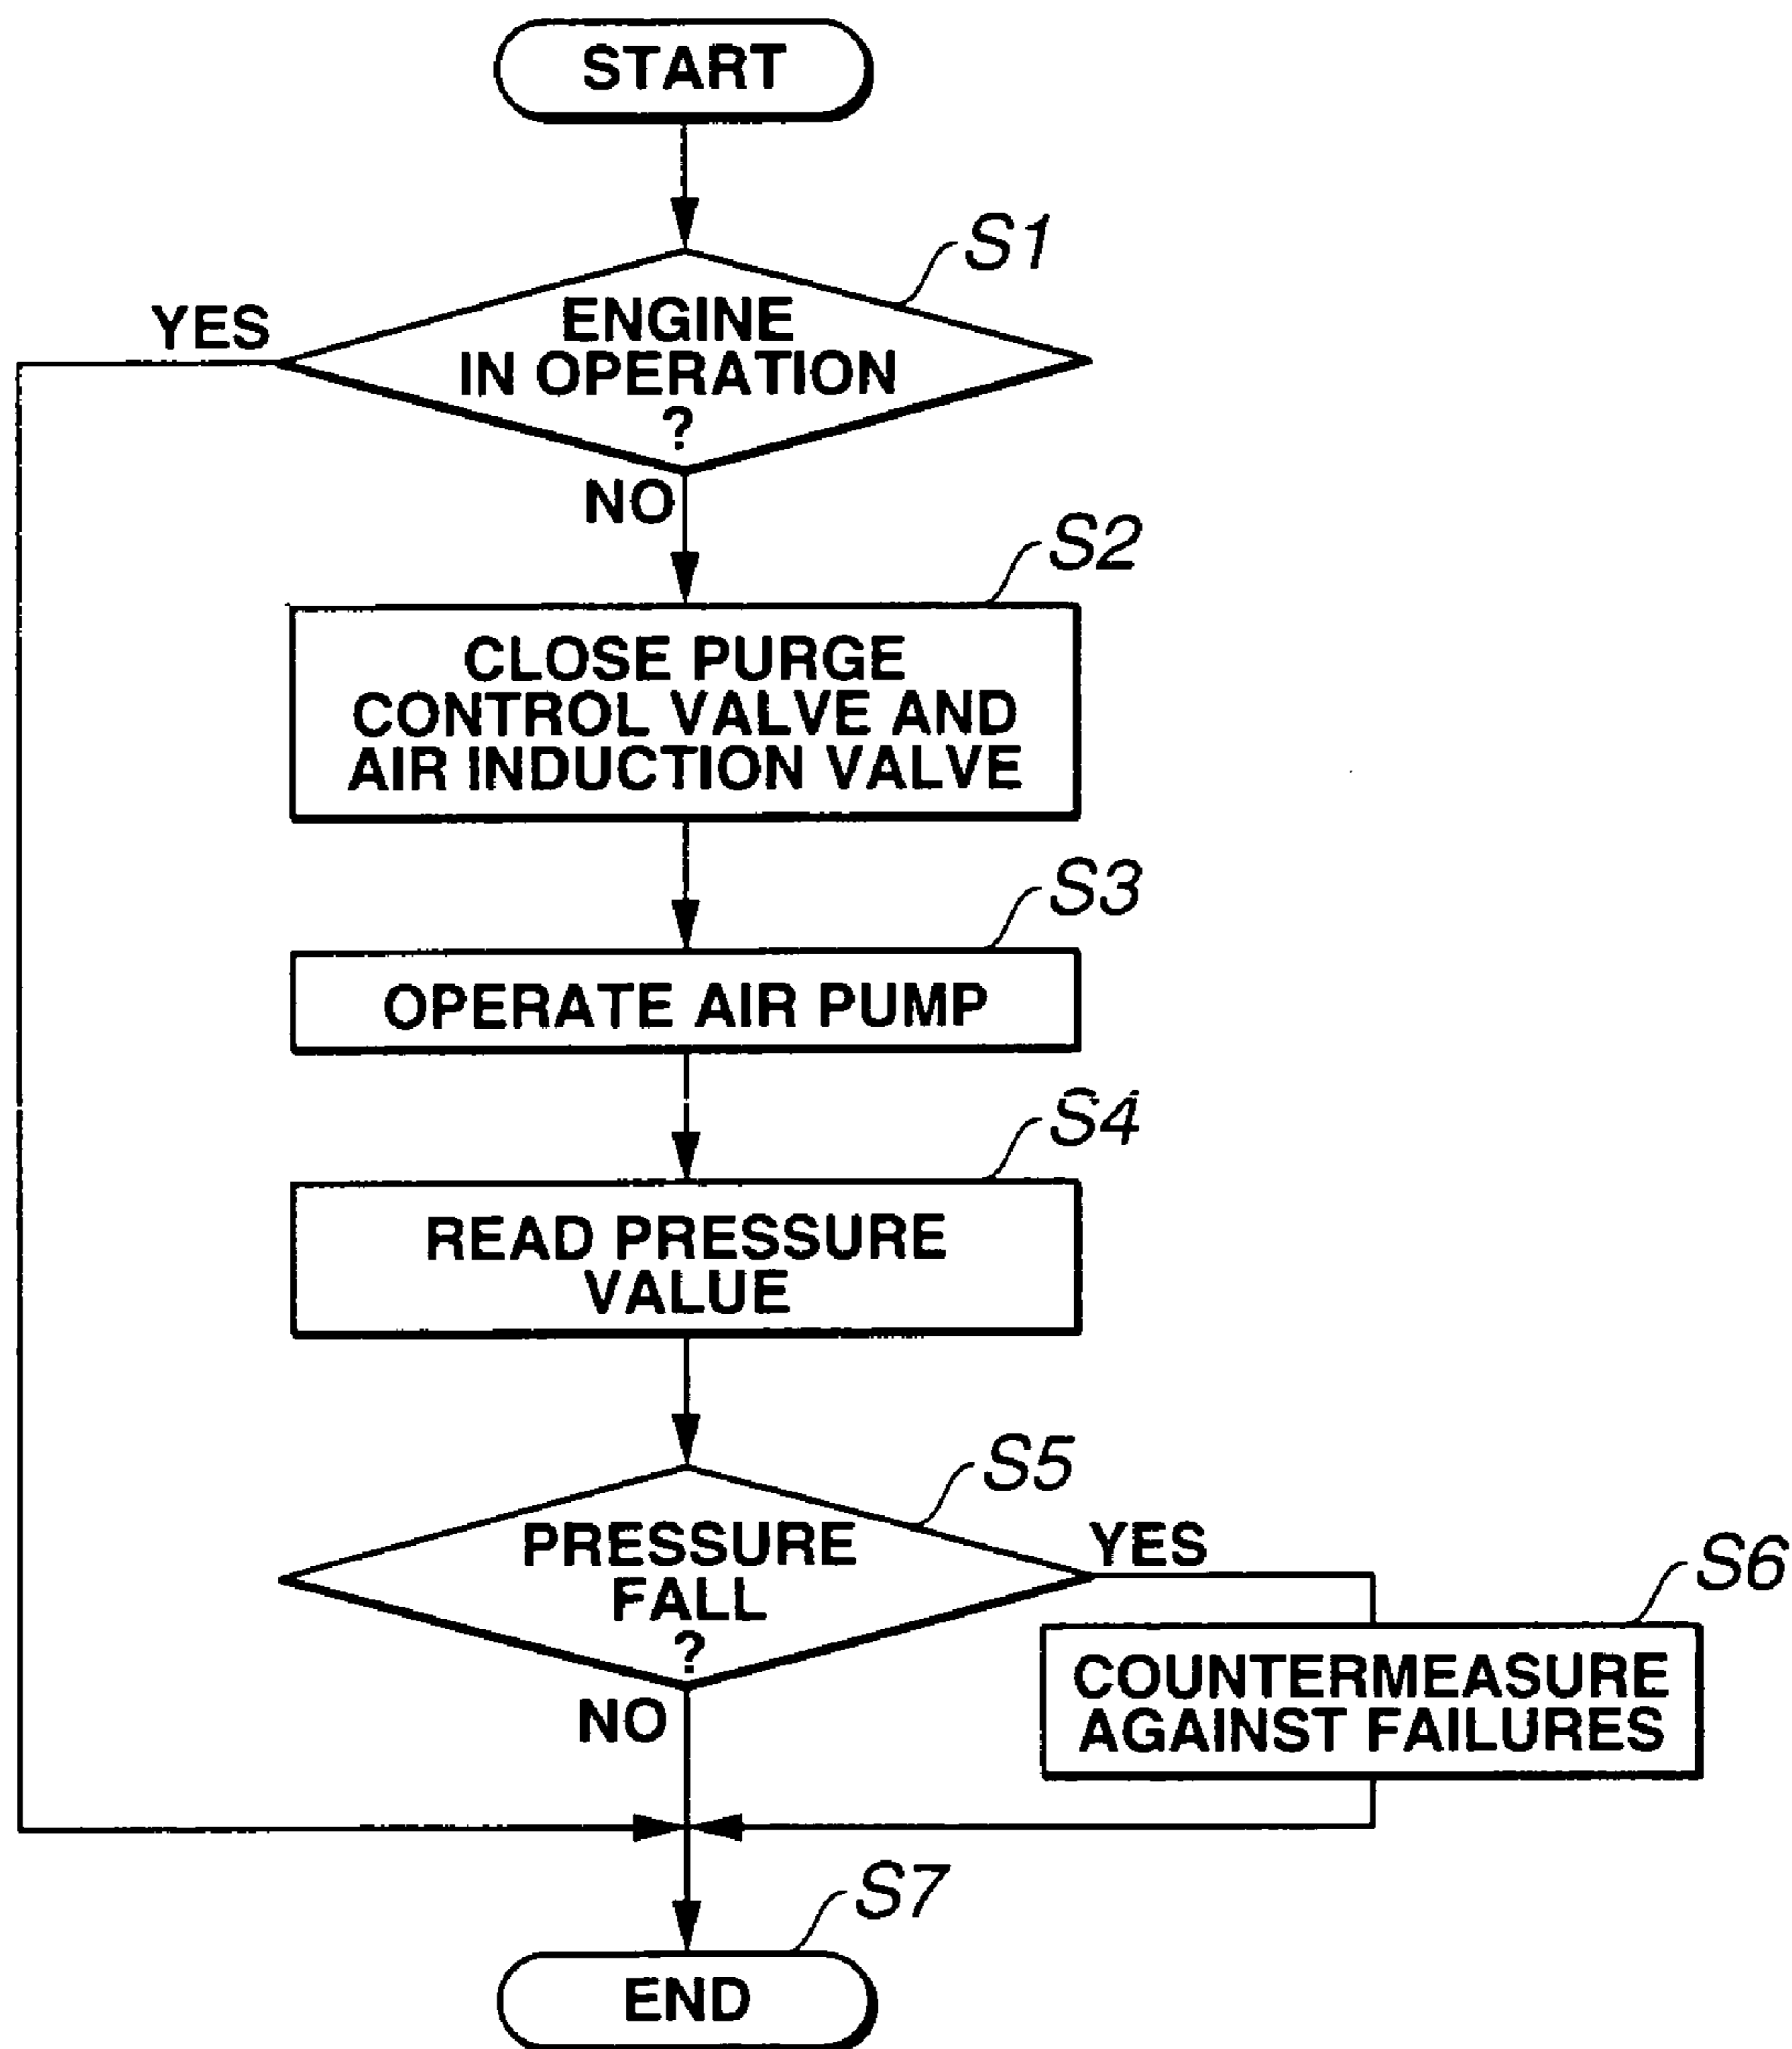 START
S1
YES
ENGINE
IN OPERATION
?
NO
S2
CLOSE PURGE
CONTROL VALVE AND
AIR INDUCTION VALVE
S3
OPERATE AIR PUMP
S4
READ PRESSURE
VALUE
S5
PRESSURE
FALL
?
YES
S6
COUNTERMEASURE
AGAINST FAILURES
NO
S7
END